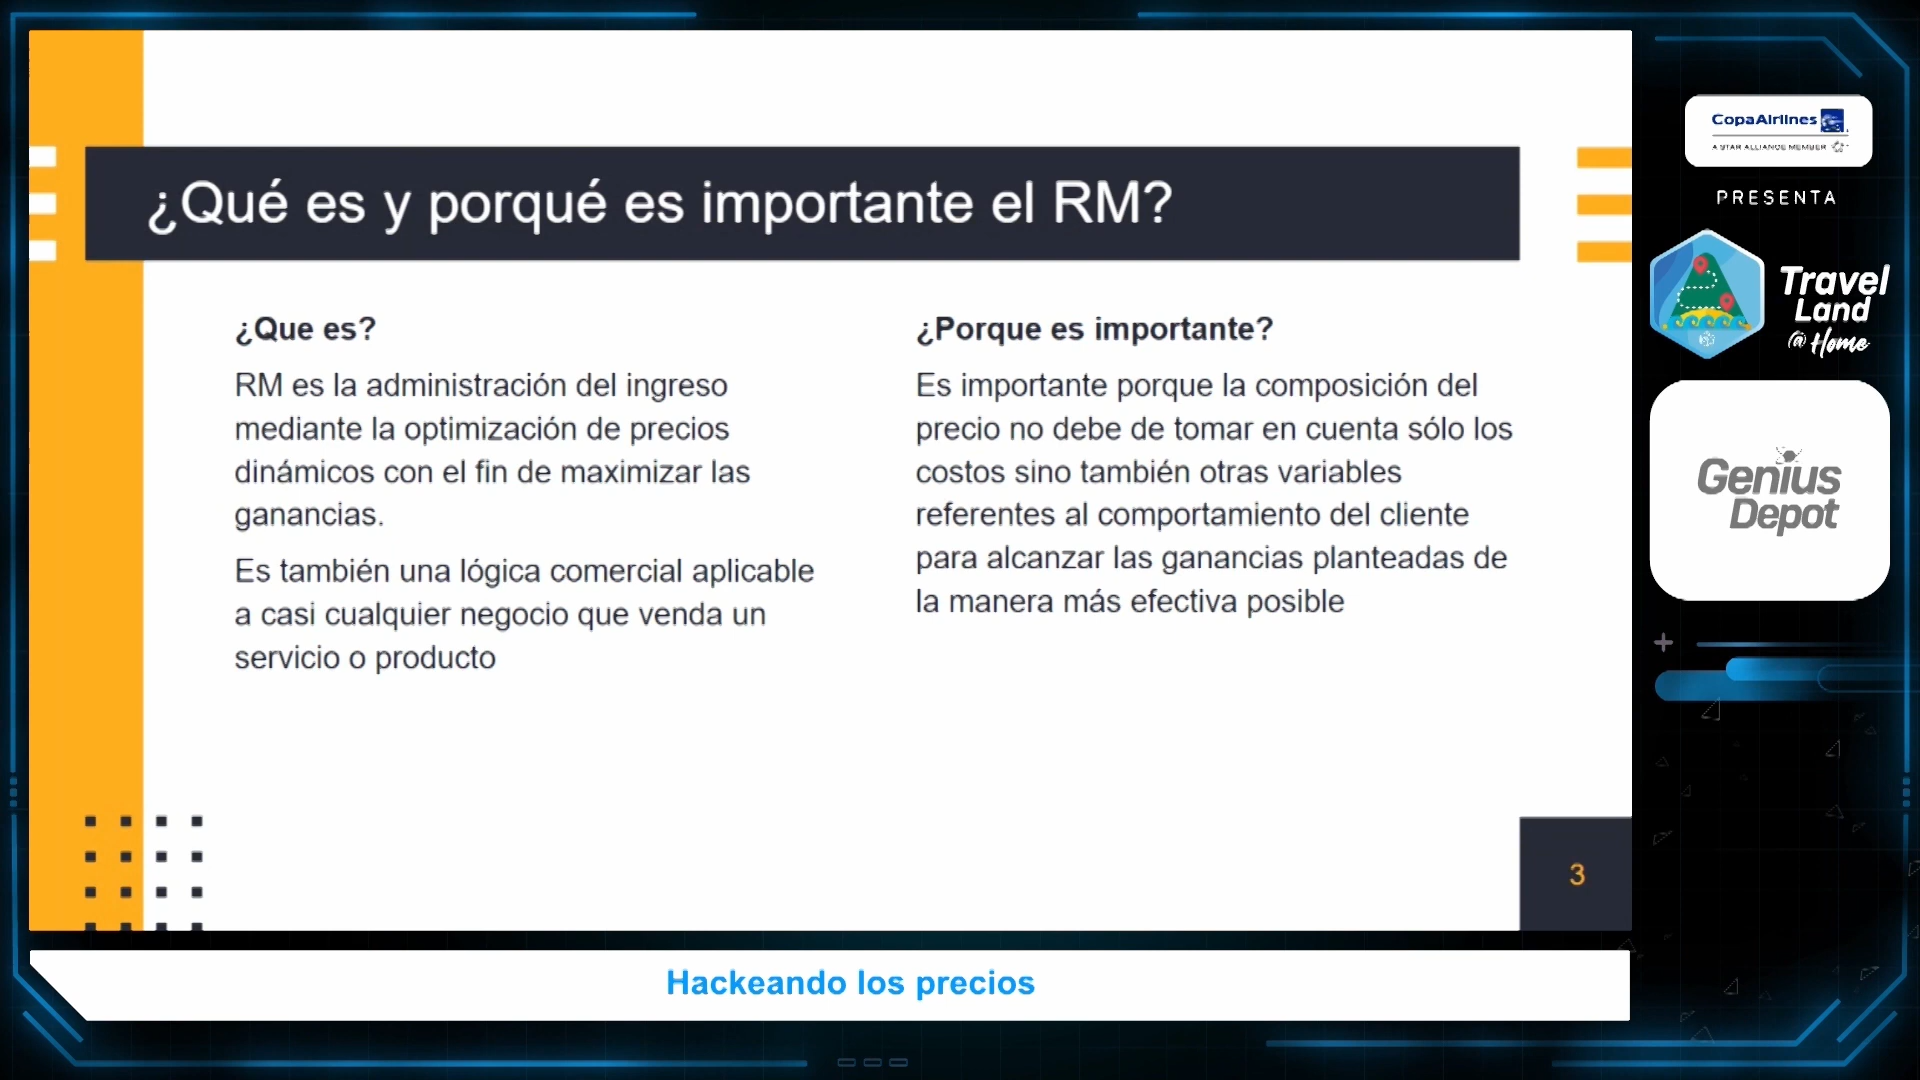 ¿Qué es y porqué es importante el RM?
¿Que es?
RM es la administración del ingreso
mediante la optimización de precios
dinámicos con el fin de maximizar las
ganancias.
Es también una lógica comercial aplicable
a casi cualquier negocio que venda un
servicio o producto
¿Porque es importante?
Es importante porque la composición del
precio no debe de tomar en cuenta sólo los
costos sino también otras variables
referentes al comportamiento del cliente
para alcanzar las ganancias planteadas de
la manera más efectiva posible
3
Hackeando los precios
CopaAirlines
A STAR ALLIANCE MEMBER
PRESENTA
Travel
Land
@ Home
Genius
Depot